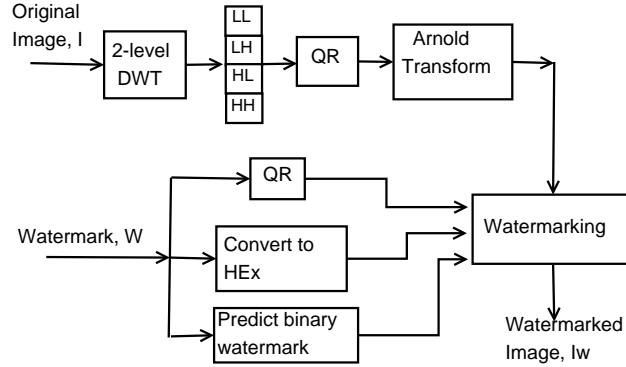 Original
Image, I
2-level
DWT
LL
LH
HL
HH
QR
Arnold
Transform
QR
Watermark, W
Convert to
HEx
Predict binary
watermark
Watermarking
Watermarked
Image, Iw